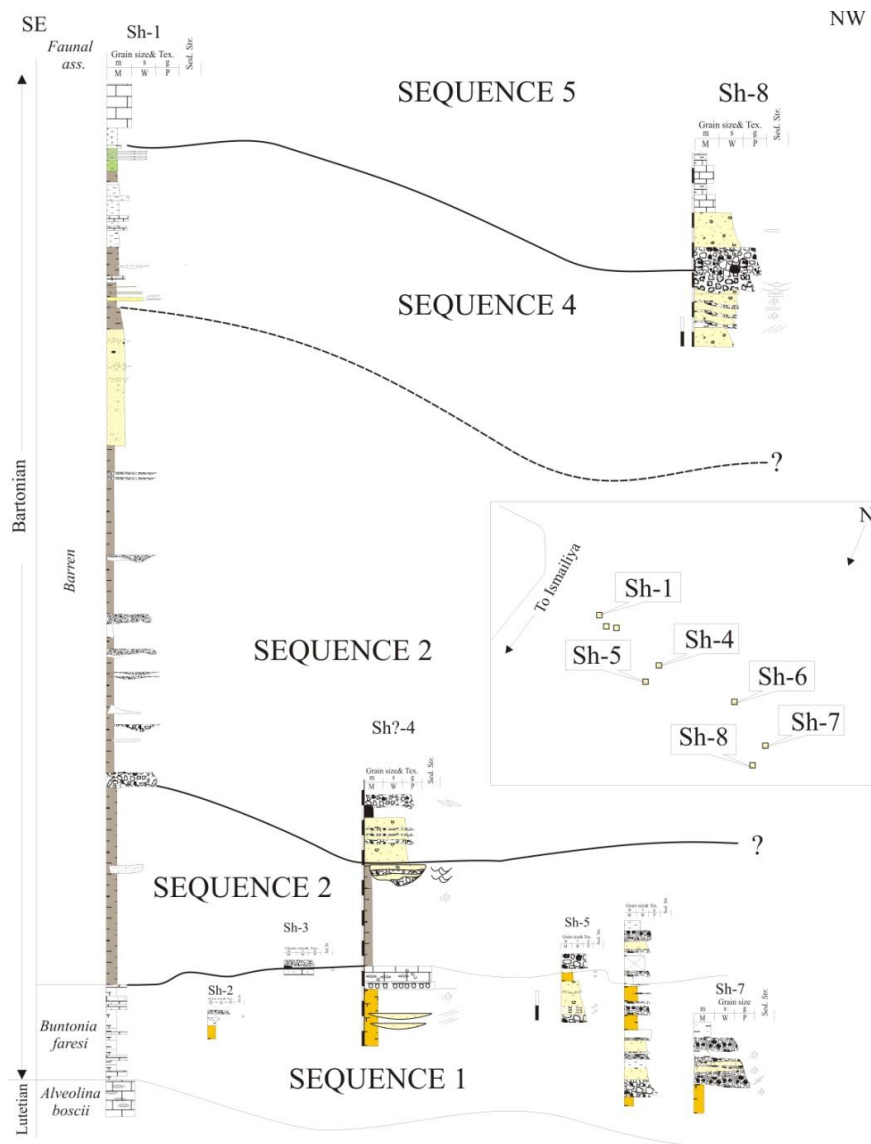 SE
NW
Sh-1
Faunal
ass.
Grain size& Tex.
m s g
M W P
Sed. Str.
SEQUENCE 5
Sh-8
Grain size& Tex.
m s g
M W P
Sed. Str.
SEQUENCE 4
?
Bartonian
Barren
N
To Ismailiya
Sh-1
Sh-4
Sh-5
Sh-6
Sh-7
Sh-8
SEQUENCE 2
Sh?-4
Grain size& Tex.
m s g
M W P
Sed. Str.
?
SEQUENCE 2
Sh-3
Sh-5
Grain size& Tex.
Sh-2
Sh-7
Grain size
m s g
M W P
Sed. Str.
Buntonia
faresi
SEQUENCE 1
Lutetian
Alveolina
boscii